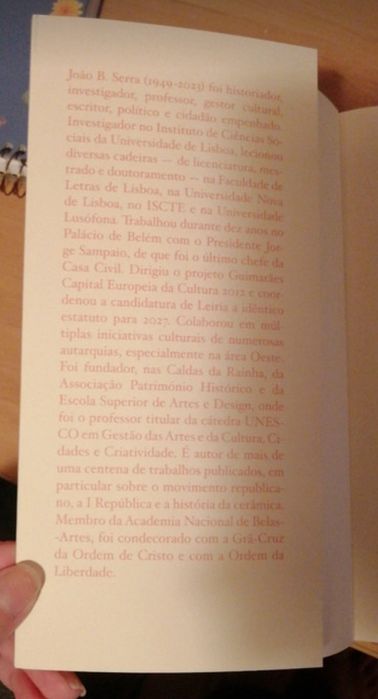 João B. Serra (1949-2023) foi historiador,
investigador, professor, gestor cultural,
escritor, político e cidadão empenhado.
Investigador no Instituto de Ciências So-
ciais da Universidade de Lisboa, lecionou
diversas cadeiras — de licenciatura, mes-
trado e doutoramento — na Faculdade de
Letras de Lisboa, na Universidade Nova
de Lisboa, no ISCTE e na Universidade
Lusófona. Trabalhou durante dez anos no
Palácio de Belém com o Presidente Jor-
ge Sampaio, de que foi o último chefe da
Casa Civil. Dirigiu o projeto Guimarães
Capital Europeia da Cultura 2012 e coor-
denou a candidatura de Leiria a idêntico
estatuto para 2027. Colaborou em múl-
tiplas iniciativas culturais de numerosas
autarquias, especialmente na área Oeste.
Foi fundador, nas Caldas da Rainha, da
Associação Património Histórico e da
Escola Superior de Artes e Design, onde
foi o professor titular da cátedra UNES-
CO em Gestão das Artes e da Cultura, Ci-
dades e Criatividade. É autor de mais de
uma centena de trabalhos publicados, em
particular sobre o movimento republica-
no, a I República e a história da cerâmica.
Membro da Academia Nacional de Belas-
-Artes, foi condecorado com a Grã-Cruz
da Ordem de Cristo e com a Ordem da
Liberdade.